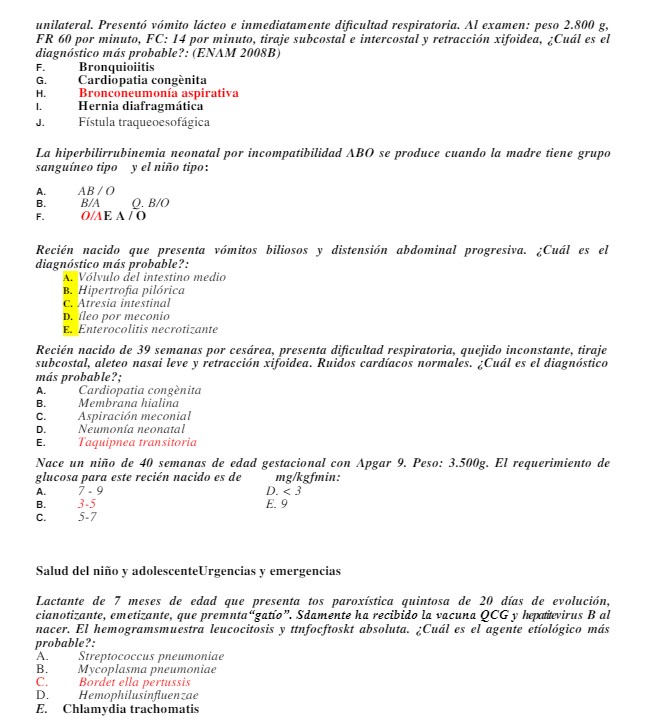 unilateral. Presentó vómito lácteo e inmediatamente dificultad respiratoria. Al examen: peso 2.800 g,
FR 60 por minuto, FC: 14 por minuto, tiraje subcostal e intercostal y retracción xifoidea, ¿Cuál es el
diagnóstico más probable?: (ENAM 2008B)
F. Bronquioiitis
G. Cardiopatia congènita
H. Bronconeumonía aspirativa
I. Hernia diafragmática
J. Fístula traqueoesofágica
La hiperbilirrubinemia neonatal por incompatibilidad ABO se produce cuando la madre tiene grupo
sanguíneo tipo y el niño tipo:
A. AB / O
B. B/A Q. B/O
F. O/AE A / O
Recién nacido que presenta vómitos biliosos y distensión abdominal progresiva. ¿Cuál es el
diagnóstico más probable?:
A. Vólvulo del intestino medio
B. Hipertrofia pilórica
C. Atresia intestinal
D. íleo por meconio
E. Enterocolitis necrotizante
Recién nacido de 39 semanas por cesárea, presenta dificultad respiratoria, quejido inconstante, tiraje
subcostal, aleteo nasai leve y retracción xifoidea. Ruidos cardíacos normales. ¿Cuál es el diagnóstico
más probable?;
A. Cardiopatia congènita
B. Membrana hialina
C. Aspiración meconial
D. Neumonía neonatal
E. Taquipnea transitoria
Nace un niño de 40 semanas de edad gestacional con Apgar 9. Peso: 3.500g. El requerimiento de
glucosa para este recién nacido es de mg/kgfmin:
A. 7 - 9 D. < 3
B. 3-5 E. 9
C. 5-7
Salud del niño y adolescenteUrgencias y emergencias
Lactante de 7 meses de edad que presenta tos paroxística quintosa de 20 días de evolución,
cianotizante, emetizante, que premnta“gatío”. Sdamente ha recibido la vacuna QCG y hepatitevirus B al
nacer. El hemogramsmuestra leucocitosis y ttnfocftoskt absoluta. ¿Cuál es el agente etíológico más
probable?:
A. Streptococcus pneumoniae
B. Mycoplasma pneumoniae
C. Bordet ella pertussis
D. Hemophilusinfluenzae
E. Chlamydia trachomatis